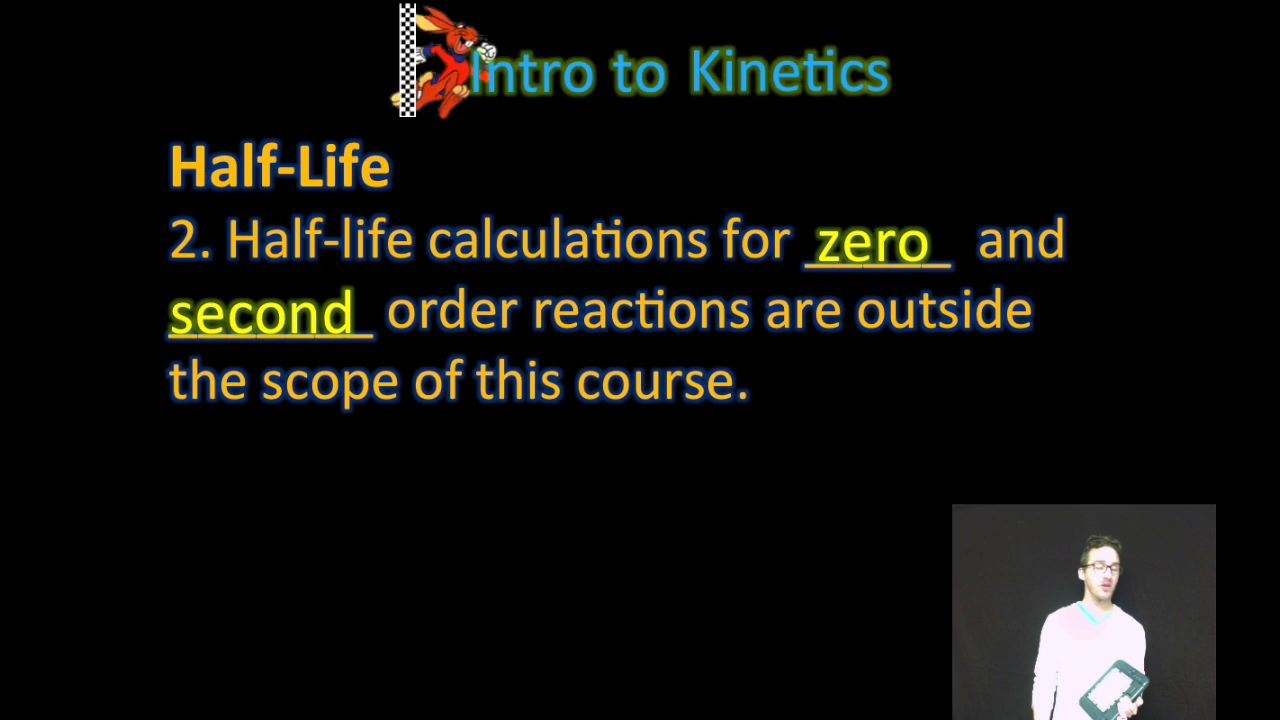 Intro to Kinetics
Half-Life
2. Half-life calculations for zero and
second order reactions are outside
the scope of this course.